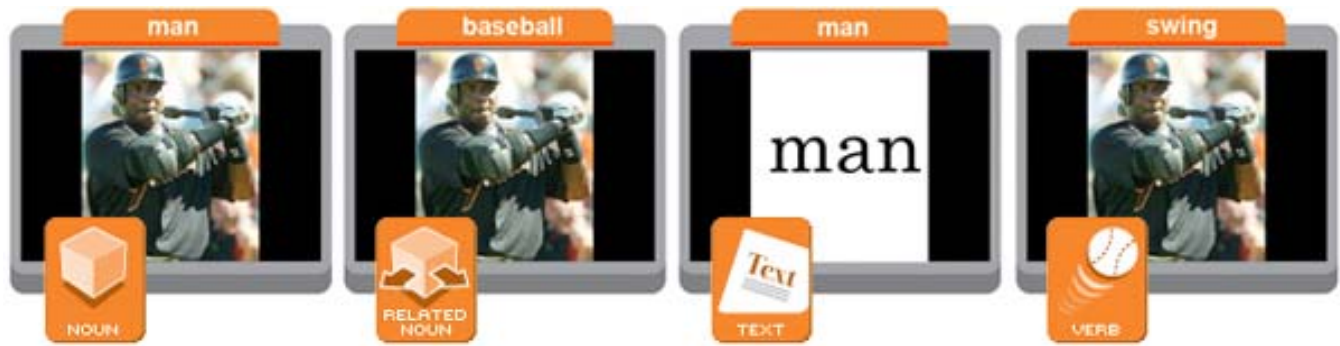 man
baseball
man
swing
man
NOUN
RELATED
NOUN
Text
TEXT
VERB